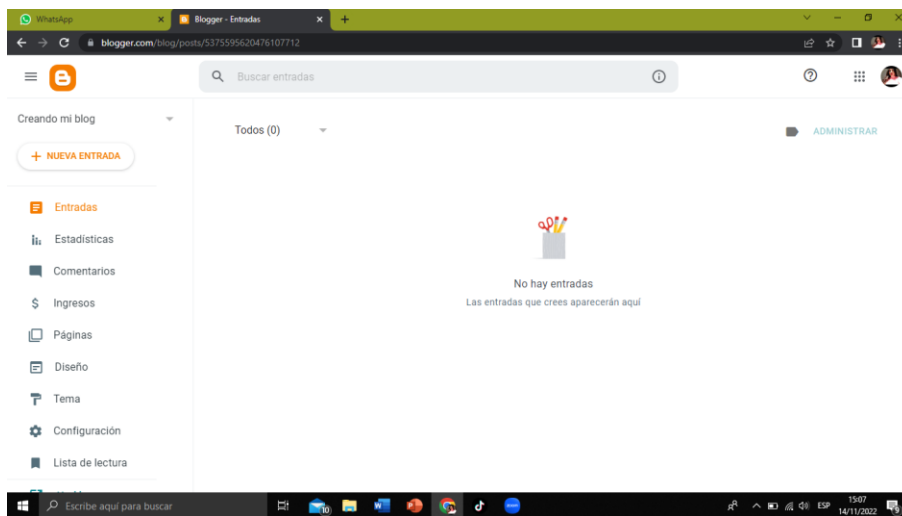 WhatsApp
Blogger - Entradas
blogger.com/blog/posts/5375595620476107712
Buscar entradas
Creando mi blog
Todos (0)
ADMINISTRAR
+ NUEVA ENTRADA
Entradas
Estadísticas
Comentarios
Ingresos
Páginas
Diseño
Tema
Configuración
Lista de lectura
No hay entradas
Las entradas que crees aparecerán aquí
Escribe aquí para buscar
10
ESP
15:07
14/11/2022